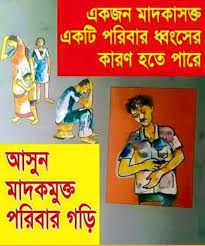 একজন মাদকাসক্ত
একটি পরিবার ধ্বংসের
কারণ হতে পারে
আসুন
মাদকমুক্ত
পরিবার গড়ি